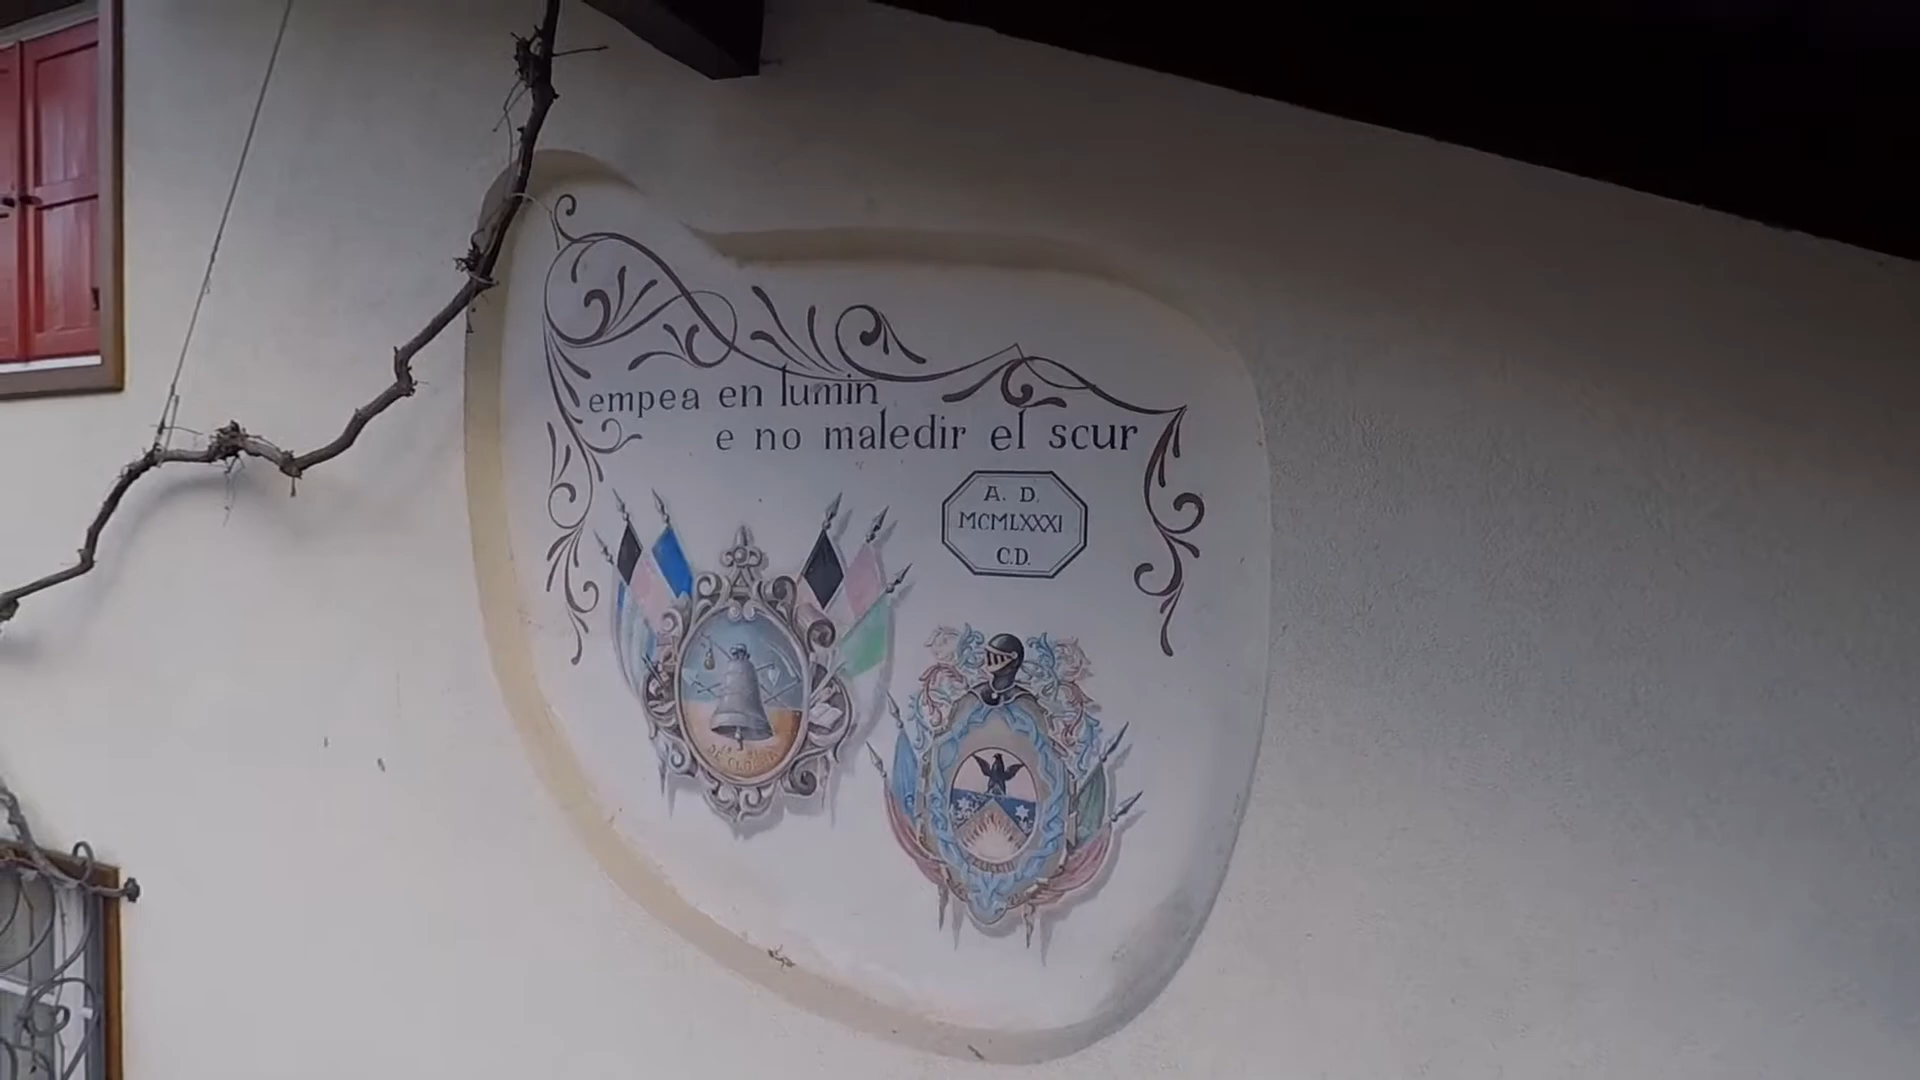 empea en lumin
e no maledir el scur
A. D.
MCMLXXXI
C.D.